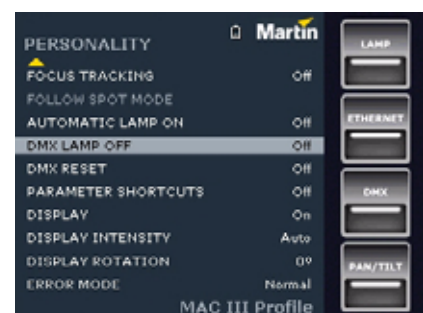 PERSONALITY
Martin
FOCUS TRACKING Off
FOLLOW SPOT MODE
AUTOMATIC LAMP ON Off
DMX LAMP OFF Off
DMX RESET Off
PARAMETER SHORTCUTS Off
DISPLAY On
DISPLAY INTENSITY Auto
DISPLAY ROTATION 0º
ERROR MODE Normal
MAC III Profile
LAMP
ETHERNET
DMX
PAN/TILT